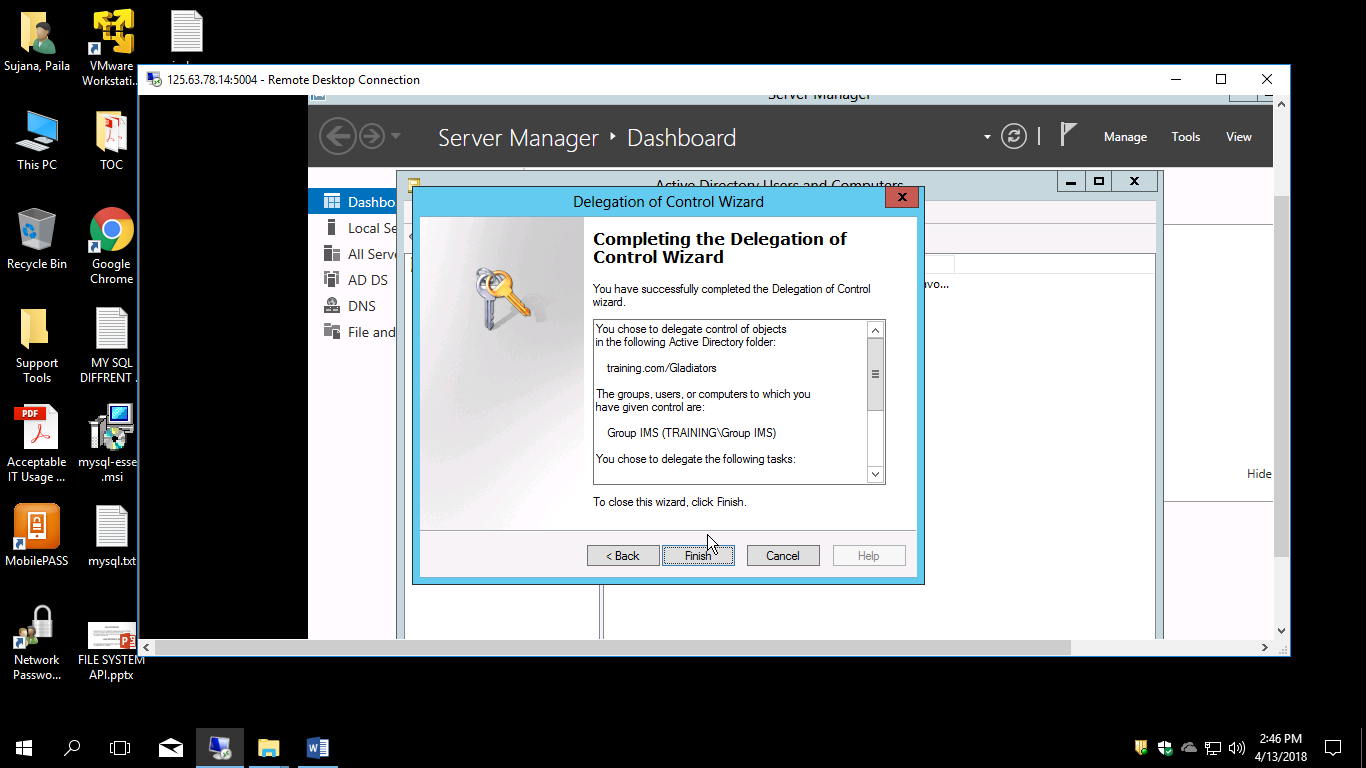 Sujana, Paila
VMware
Workstati...
125.63.78.14:5004 - Remote Desktop Connection
Server Manager
Server Manager
Dashboard
Manage
Tools
View
This PC
TOC
Active Directory Users and Computers
Delegation of Control Wizard
Dashbo
Local Se
All Serve
AD DS
DNS
File and
Completing the Delegation of
Control Wizard
You have successfully completed the Delegation of Control
wizard.
You chose to delegate control of objects
in the following Active Directory folder:
training.com/Gladiators
The groups, users, or computers to which you
have given control are:
Group IMS (TRAINING\Group IMS)
You chose to delegate the following tasks:
To close this wizard, click Finish.
< Back
Finish
Cancel
Help
avo...
Hide
Recycle Bin
Google
Chrome
Support
Tools
MY SQL
DIFFRENT ...
PDF
Acceptable
IT Usage ...
mysql-esse
.msi
MobilePASS
mysql.txt
Network
Passwo...
FILE SYSTEM
API.pptx
2:46 PM
4/13/2018